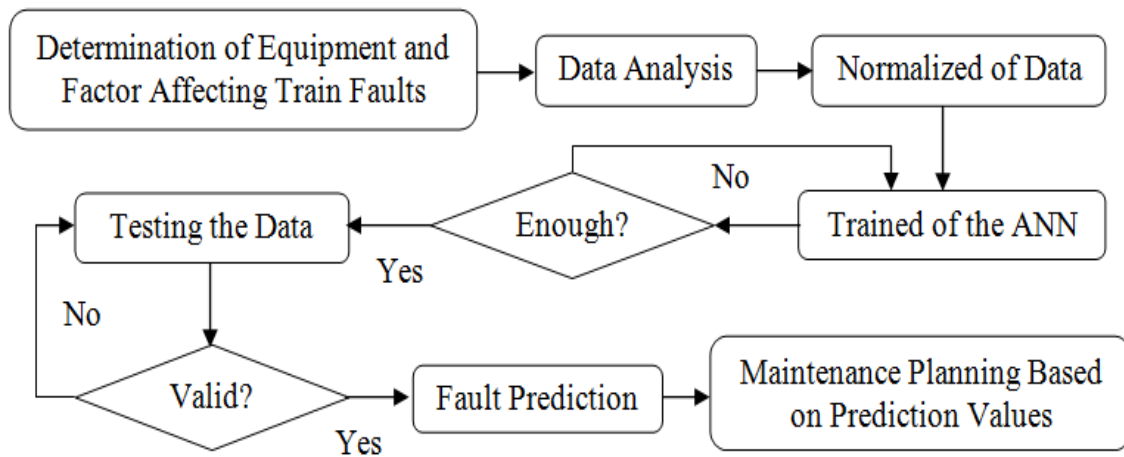 Determination of Equipment and
Factor Affecting Train Faults
Data Analysis
Normalized of Data
Trained of the ANN
No
Enough?
Yes
Testing the Data
No
Valid?
Yes
Fault Prediction
Maintenance Planning Based
on Prediction Values